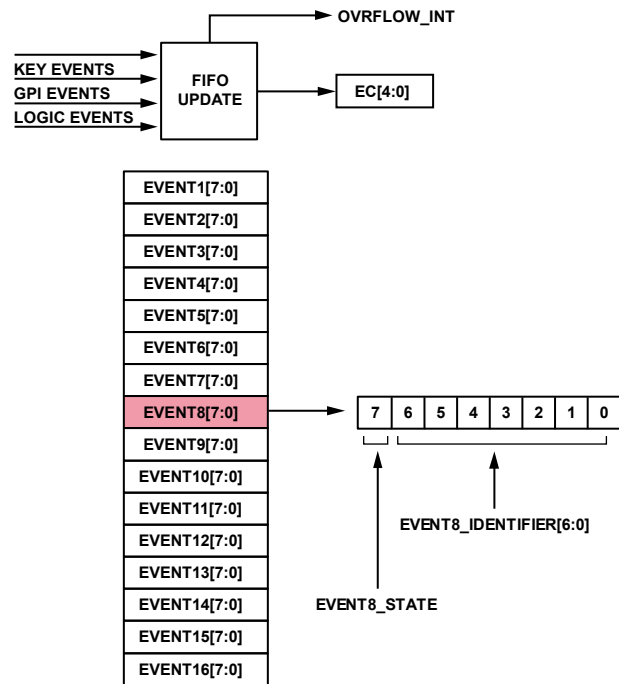 OVRFLOW_INT
KEY EVENTS
GPI EVENTS
LOGIC EVENTS
FIFO
UPDATE
EC[4:0]
EVENT1[7:0]
EVENT2[7:0]
EVENT3[7:0]
EVENT4[7:0]
EVENT5[7:0]
EVENT6[7:0]
EVENT7[7:0]
EVENT8[7:0]
7 6 5 4 3 2 1 0
EVENT9[7:0]
EVENT10[7:0]
EVENT11[7:0]
EVENT8_IDENTIFIER[6:0]
EVENT12[7:0]
EVENT13[7:0]
EVENT8_STATE
EVENT14[7:0]
EVENT15[7:0]
EVENT16[7:0]